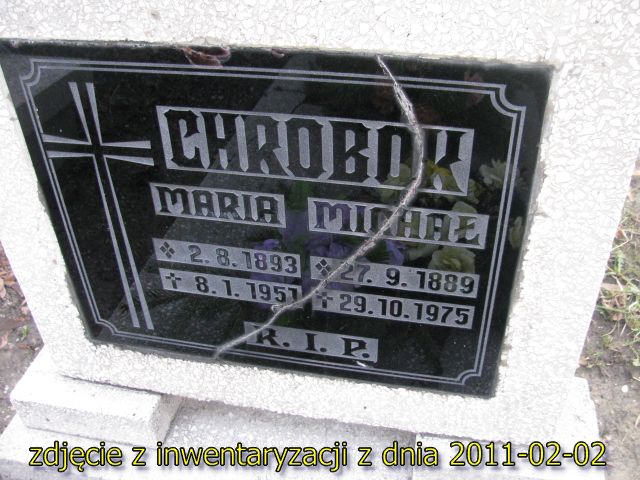 CHROBOK
MARIA MICHAŁ
2.8.1893 27.9.1889
8.1.1951 29.10.1975
R.I.P.
zdjęcie z inwentaryzacji z dnia 2011-02-02